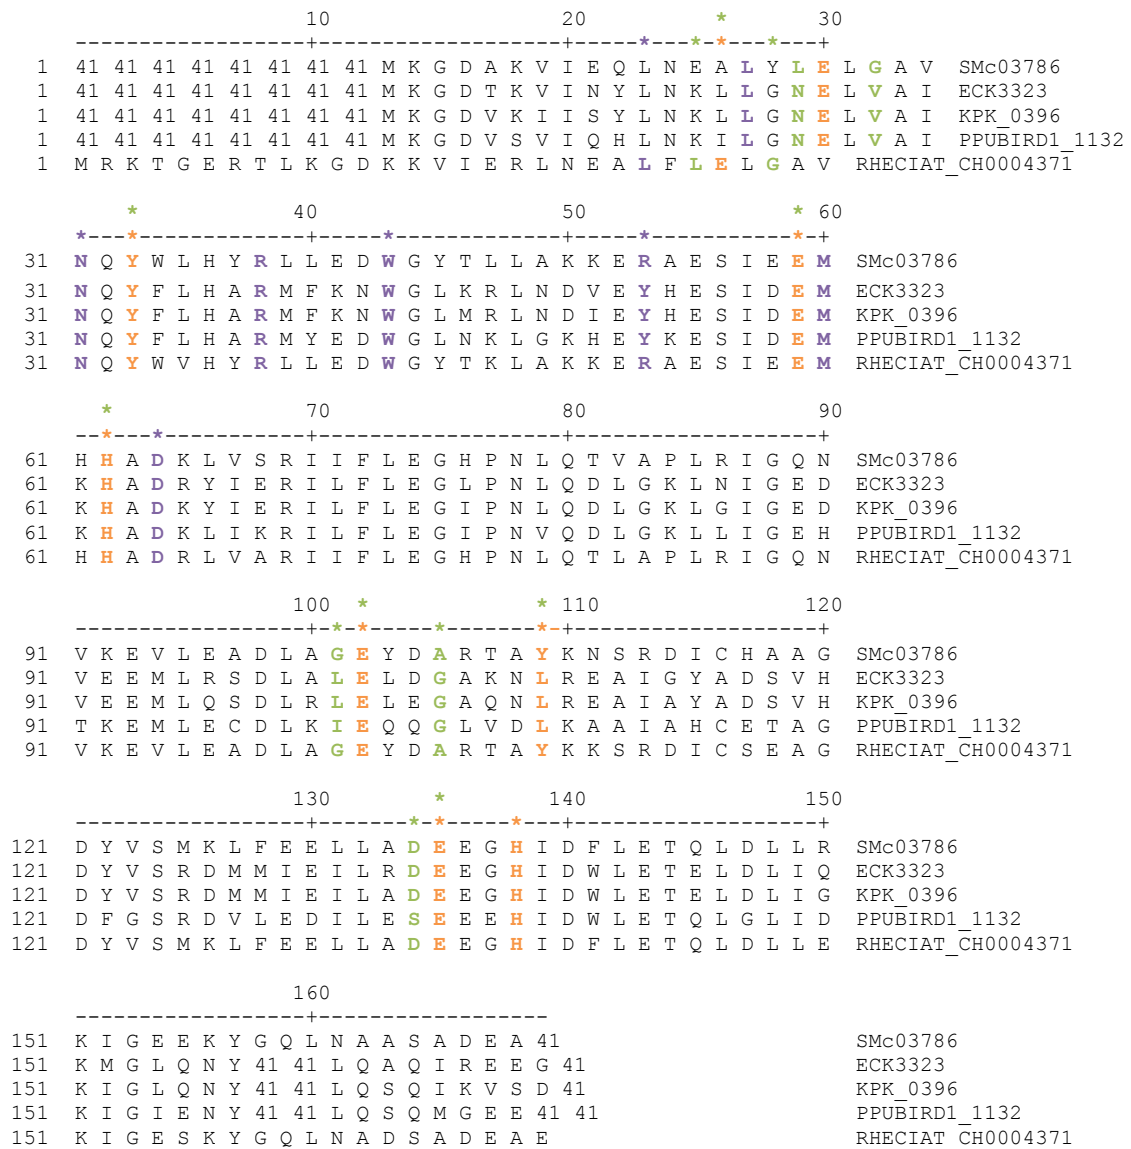 10 20 *
----------------------+-------------------+-----*---*-*---*---+
1 41 41 41 41 41 41 41 41 M K G D A K V I E Q L N E A L Y L E L G A V SMc03786
1 41 41 41 41 41 41 41 41 M K G D T K V I N Y L N K L L G N E L V A I ECK3323
1 41 41 41 41 41 41 41 41 M K G D V K I I S Y L N K L L G N E L V A I KPK_0396
1 41 41 41 41 41 41 41 41 M K G D V S V I Q H L N K I L G N E L V A I PPUBIRD1_1132
1 M R K T G E R T L K G D K K V I E R L N E A L F L E L G A V RHECIAT_CH0004371
* 40 50 * 60
*---*-------------+-----*-------------------*-----------*-+
31 N Q Y W L H Y R L L E D W G Y T L L A K K E R A E S I E E M SMc03786
31 N Q Y F L H A R M F K N W G L K R L N D V E Y H E S I D E M ECK3323
31 N Q Y F L H A R M F K N W G L M R L N D I E Y H E S I D E M KPK_0396
31 N Q Y F L H A R M Y E D W G L N K L G K H E Y K E S I D E M PPUBIRD1_1132
31 N Q Y W V H Y R L L E D W G Y T K L A K K E R A E S I E E M RHECIAT_CH0004371
* 70 80 90
--*---*-----------+-------------------+-------------------+
61 H H A D K L V S R I I F L E G H P N L Q T V A P L R I G Q N SMc03786
61 K H A D R Y I E R I L F L E G L P N L Q D L G K L N I G E D ECK3323
61 K H A D K Y I E R I L F L E G I P N L Q D L G K L G I G E D KPK_0396
61 K H A D K L I K R I L F L E G I P N V Q D L G K L L I G E H PPUBIRD1_1132
61 H H A D R L V A R I I F L E G H P N L Q T L A P L R I G Q N RHECIAT_CH0004371
100 * * 110 120
------------------+-*-*-----*-------*-+-------------------+
91 V K E V L E A D L A G E Y D A R T A Y K N S R D I C H A A G SMc03786
91 V E E M L R S D L A L E L D G A K N L R E A I G Y A D S V H ECK3323
91 V E E M L Q S D L R L E L E G A Q N L R E A I A Y A D S V H KPK_0396
91 T K E M L E C D L K I E Q Q G L V D L K A A I A H C E T A G PPUBIRD1_1132
91 V K E V L E A D L A G E Y D A R T A Y K K S R D I C S E A G RHECIAT_CH0004371
130 * 140 150
------------------+-------*-*-----*---+-------------------+
121 D Y V S M K L F E E L L A D E E G H I D F L E T Q L D L L R SMc03786
121 D Y V S R D M M I E I L R D E E G H I D W L E T E L D L I Q ECK3323
121 D Y V S R D M M I E I L A D E E G H I D W L E T E L D L I G KPK_0396
121 D F G S R D V L E D I L E S E E E H I D W L E T Q L G L I D PPUBIRD1_1132
121 D Y V S M K L F E E L L A D E E G H I D F L E T Q L D L L E RHECIAT_CH0004371
160
------------------+------------------
151 K I G E E K Y G Q L N A A S A D E A 41 SMc03786
151 K M G L Q N Y 41 41 L Q A Q I R E E G 41 ECK3323
151 K I G L Q N Y 41 41 L Q S Q I K V S D 41 KPK_0396
151 K I G I E N Y 41 41 L Q S Q M G E E 41 41 PPUBIRD1_1132
151 K I G E S K Y G Q L N A D S A D E A E RHECIAT_CH0004371